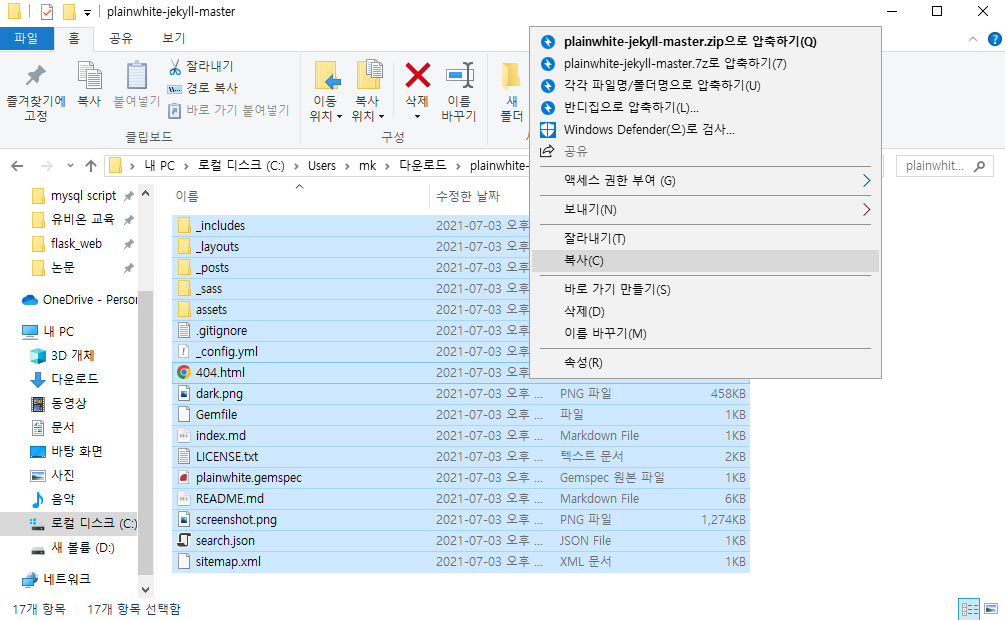 plainwhite-jekyll-master
파일 홈 공유 보기
즐겨찾기에 고정
복사
붙여넣기
잘라내기
경로 복사
바로 가기 붙여넣기
클립보드
이동 위치
복사 위치
삭제
이름 바꾸기
구성
새 폴더
내 PC > 로컬 디스크 (C:) > Users > mk > 다운로드 > plainwhite-
plainwhit...
mysql script
유비온 교육
flask_web
논문
OneDrive - Person
내 PC
3D 개체
다운로드
동영상
문서
바탕 화면
사진
음악
로컬 디스크 (C:)
새 볼륨 (D:)
네트워크
이름 수정한 날짜
_includes 2021-07-03 오후
_layouts 2021-07-03 오후
_posts 2021-07-03 오후
_sass 2021-07-03 오후
assets 2021-07-03 오후
.gitignore 2021-07-03 오후
_config.yml 2021-07-03 오후
404.html 2021-07-03 오후
dark.png 2021-07-03 오후 ... PNG 파일 458KB
Gemfile 2021-07-03 오후 ... 파일 1KB
index.md 2021-07-03 오후 ... Markdown File 1KB
LICENSE.txt 2021-07-03 오후 ... 텍스트 문서 2KB
plainwhite.gemspec 2021-07-03 오후 ... Gemspec 원본 파일 1KB
README.md 2021-07-03 오후 ... Markdown File 6KB
screenshot.png 2021-07-03 오후 ... PNG 파일 1,274KB
search.json 2021-07-03 오후 ... JSON File 1KB
sitemap.xml 2021-07-03 오후 ... XML 문서 1KB
plainwhite-jekyll-master.zip으로 압축하기(Q)
plainwhite-jekyll-master.7z로 압축하기(7)
각각 파일명/폴더명으로 압축하기(U)
반디집으로 압축하기(L)...
Windows Defender(으)로 검사...
공유
액세스 권한 부여 (G)
보내기(N)
잘라내기(T)
복사(C)
바로 가기 만들기(S)
삭제(D)
이름 바꾸기(M)
속성(R)
17개 항목 17개 항목 선택함